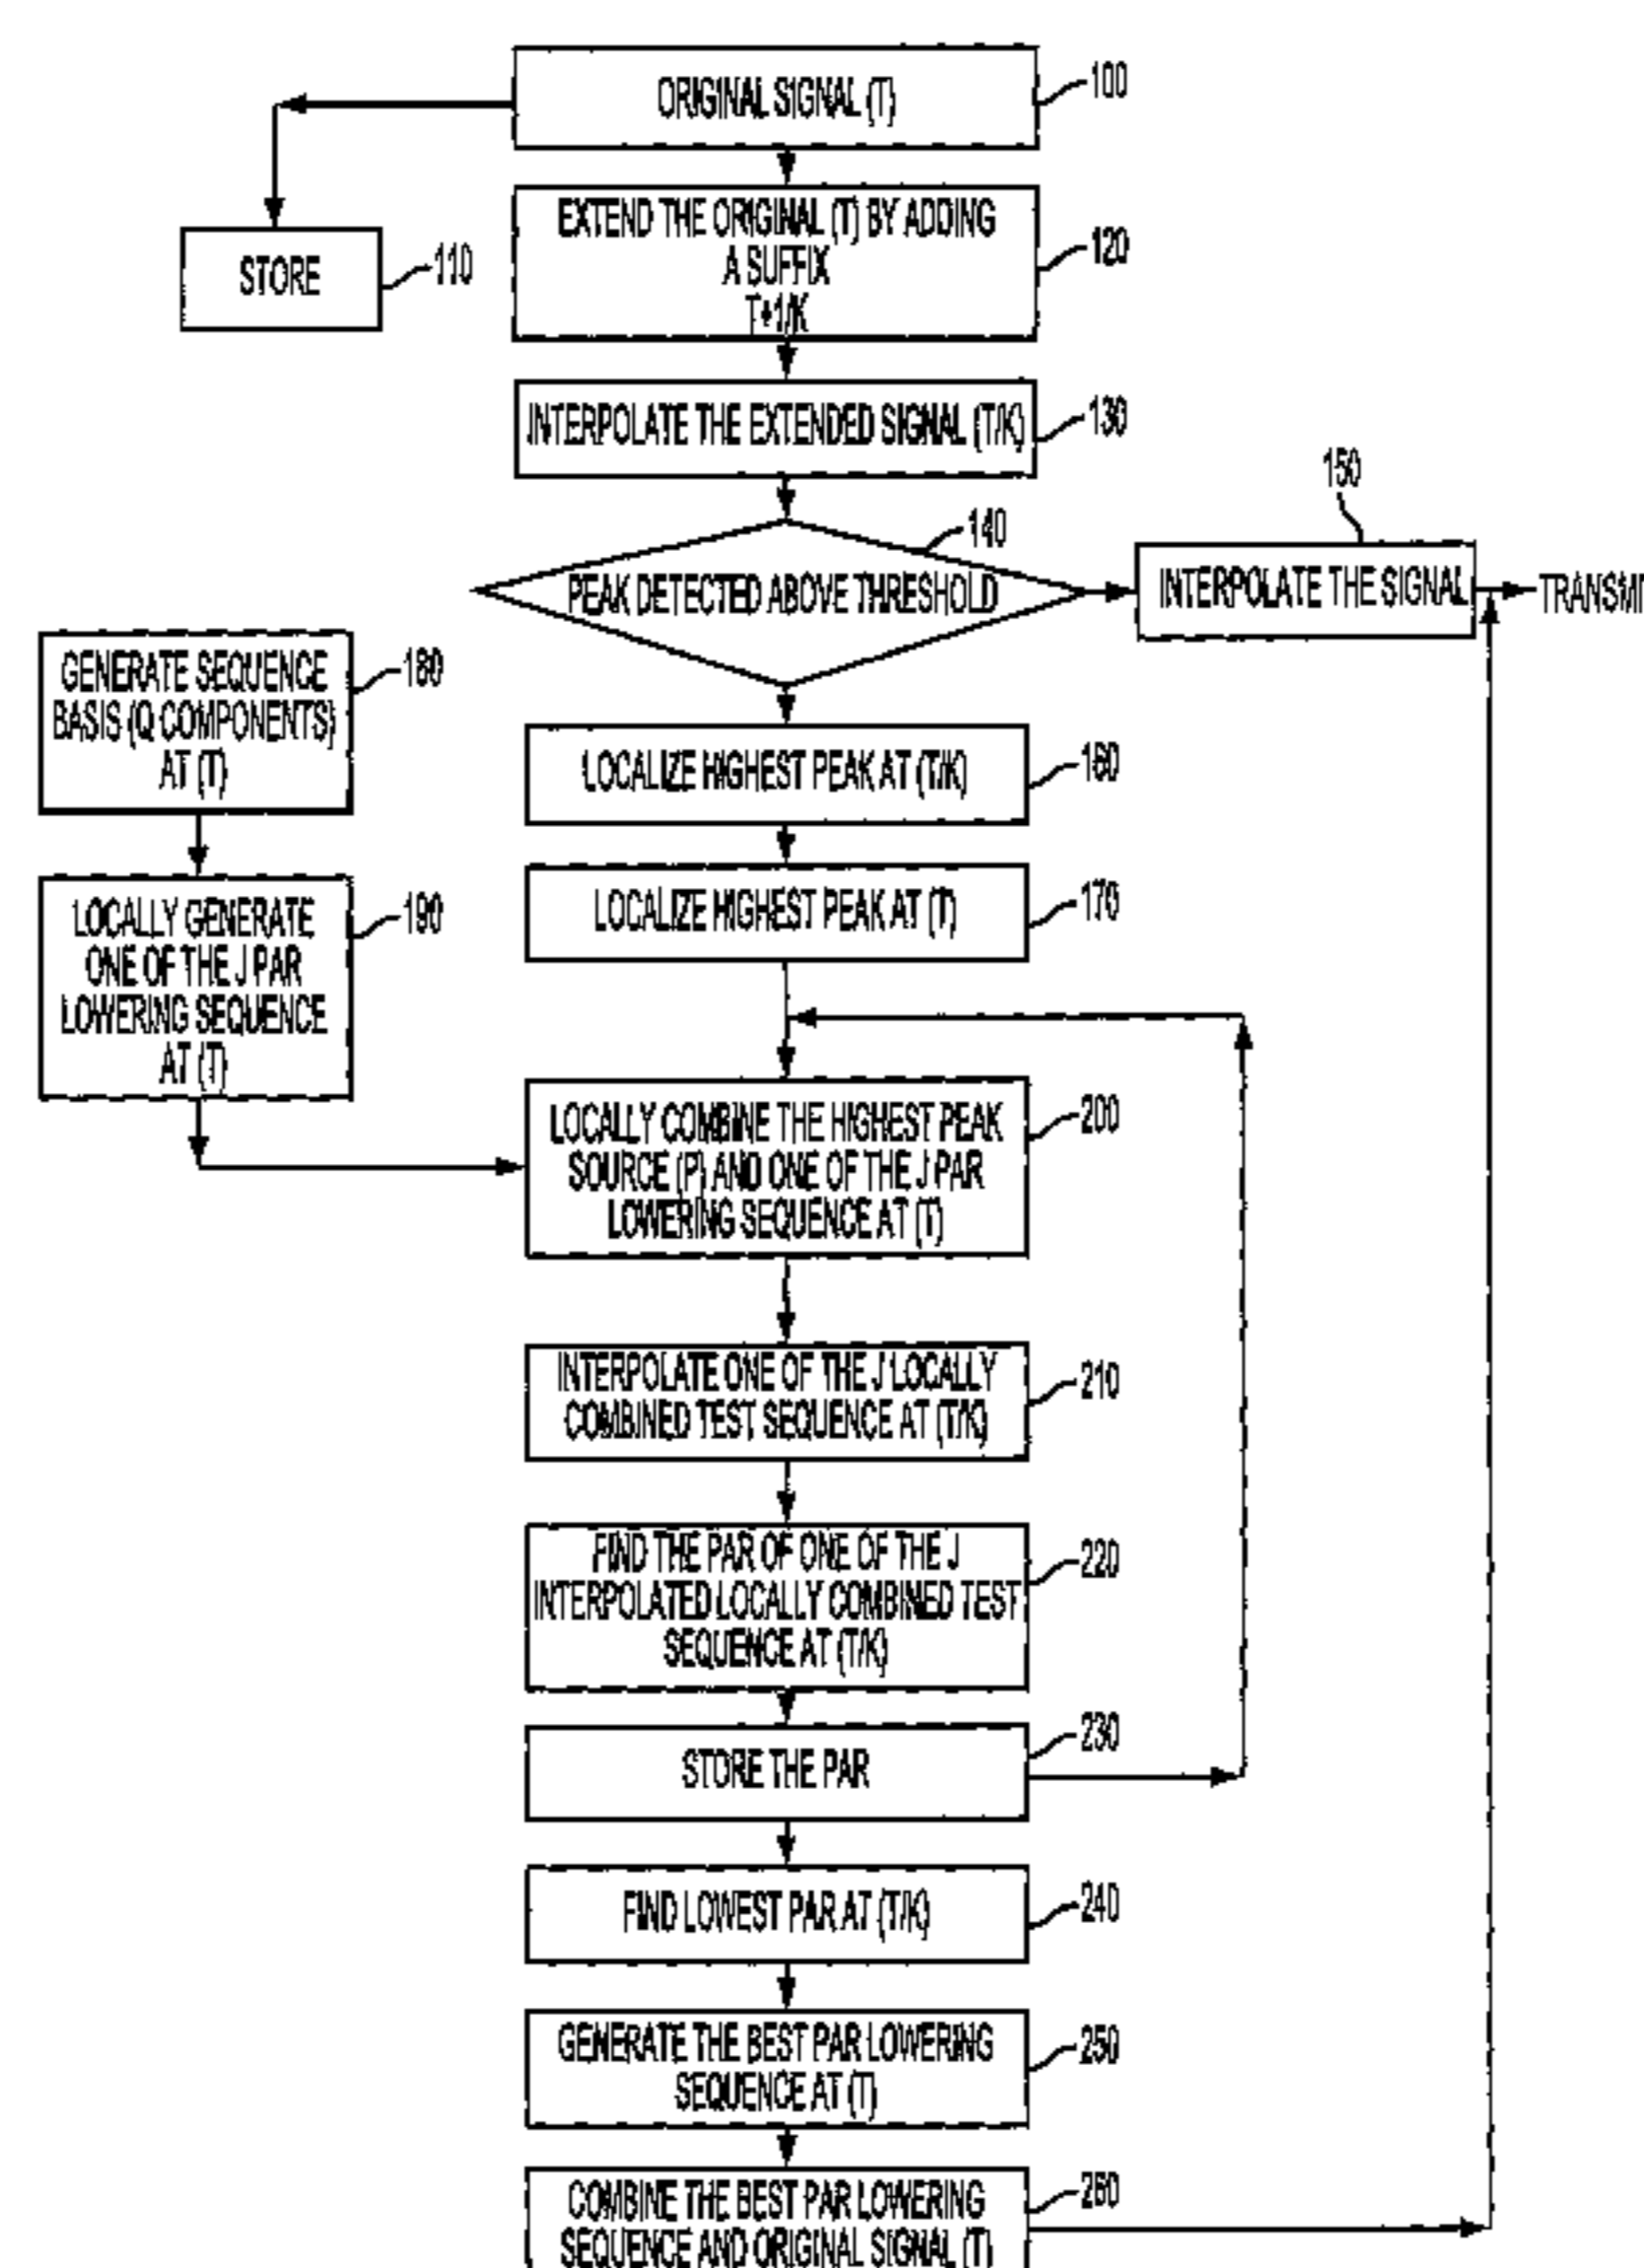 ORIGINAL SIGNAL (T)
100
STORE
110
EXTEND THE ORIGINAL (T) BY ADDING
A SUFFIX
T+1/K
120
INTERPOLATE THE EXTENDED SIGNAL (T/K)
130
PEAK DETECTED ABOVE THRESHOLD
140
150
INTERPOLATE THE SIGNAL
TRANSMIT
GENERATE SEQUENCE
BASIS (Q COMPONENTS)
AT (T)
180
LOCALIZE HIGHEST PEAK AT (T/K)
160
LOCALIZE HIGHEST PEAK AT (T)
170
LOCALLY GENERATE
ONE OF THE J PAR
LOWERING SEQUENCE
AT (T)
190
LOCALLY COMBINE THE HIGHEST PEAK
SOURCE (P) AND ONE OF THE J PAR
LOWERING SEQUENCE AT (T)
200
INTERPOLATE ONE OF THE J LOCALLY
COMBINED TEST SEQUENCE AT (T/K)
210
FIND THE PAR OF ONE OF THE J
INTERPOLATED LOCALLY COMBINED TEST
SEQUENCE AT (T/K)
220
STORE THE PAR
230
FIND LOWEST PAR AT (T/K)
240
GENERATE THE BEST PAR LOWERING
SEQUENCE AT (T)
250
COMBINE THE BEST PAR LOWERING
SEQUENCE AND ORIGINAL SIGNAL (T)
260